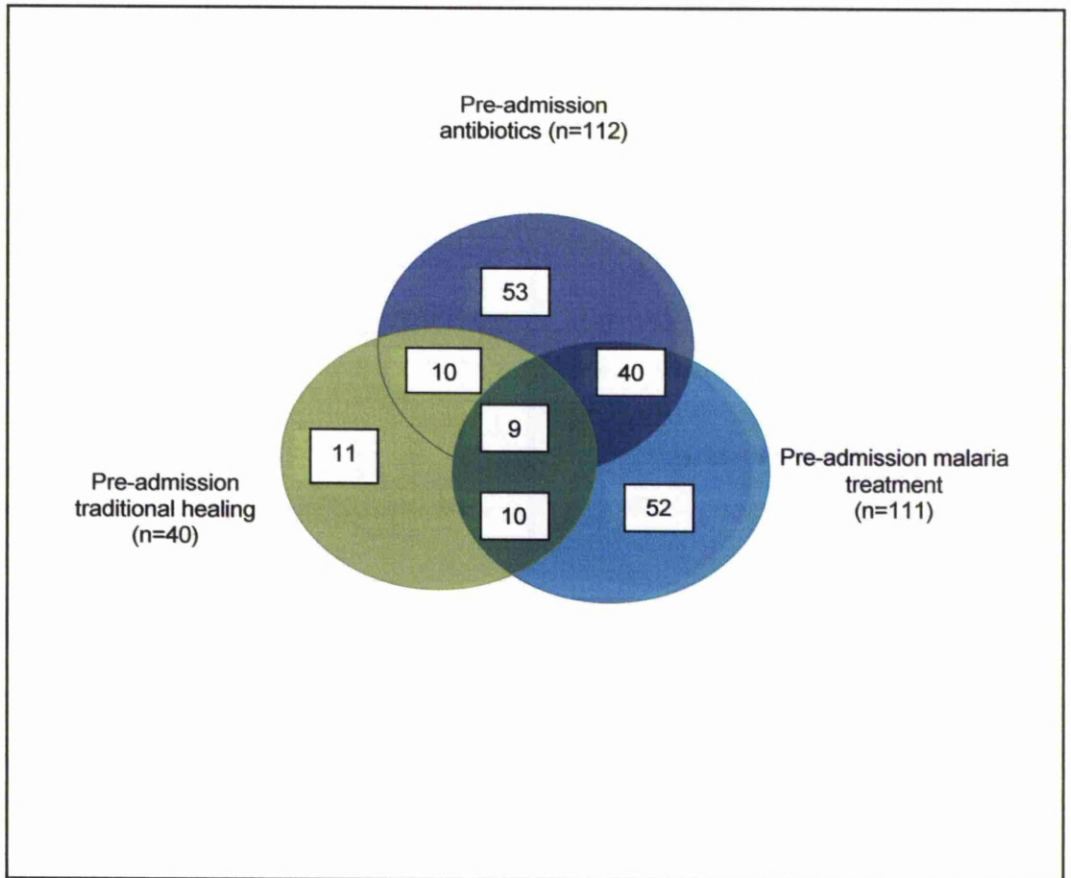 Pre-admission
antibiotics (n=112)
53
10
40
9
11
Pre-admission malaria
treatment
(n=111)
Pre-admission
traditional healing
(n=40)
52
10